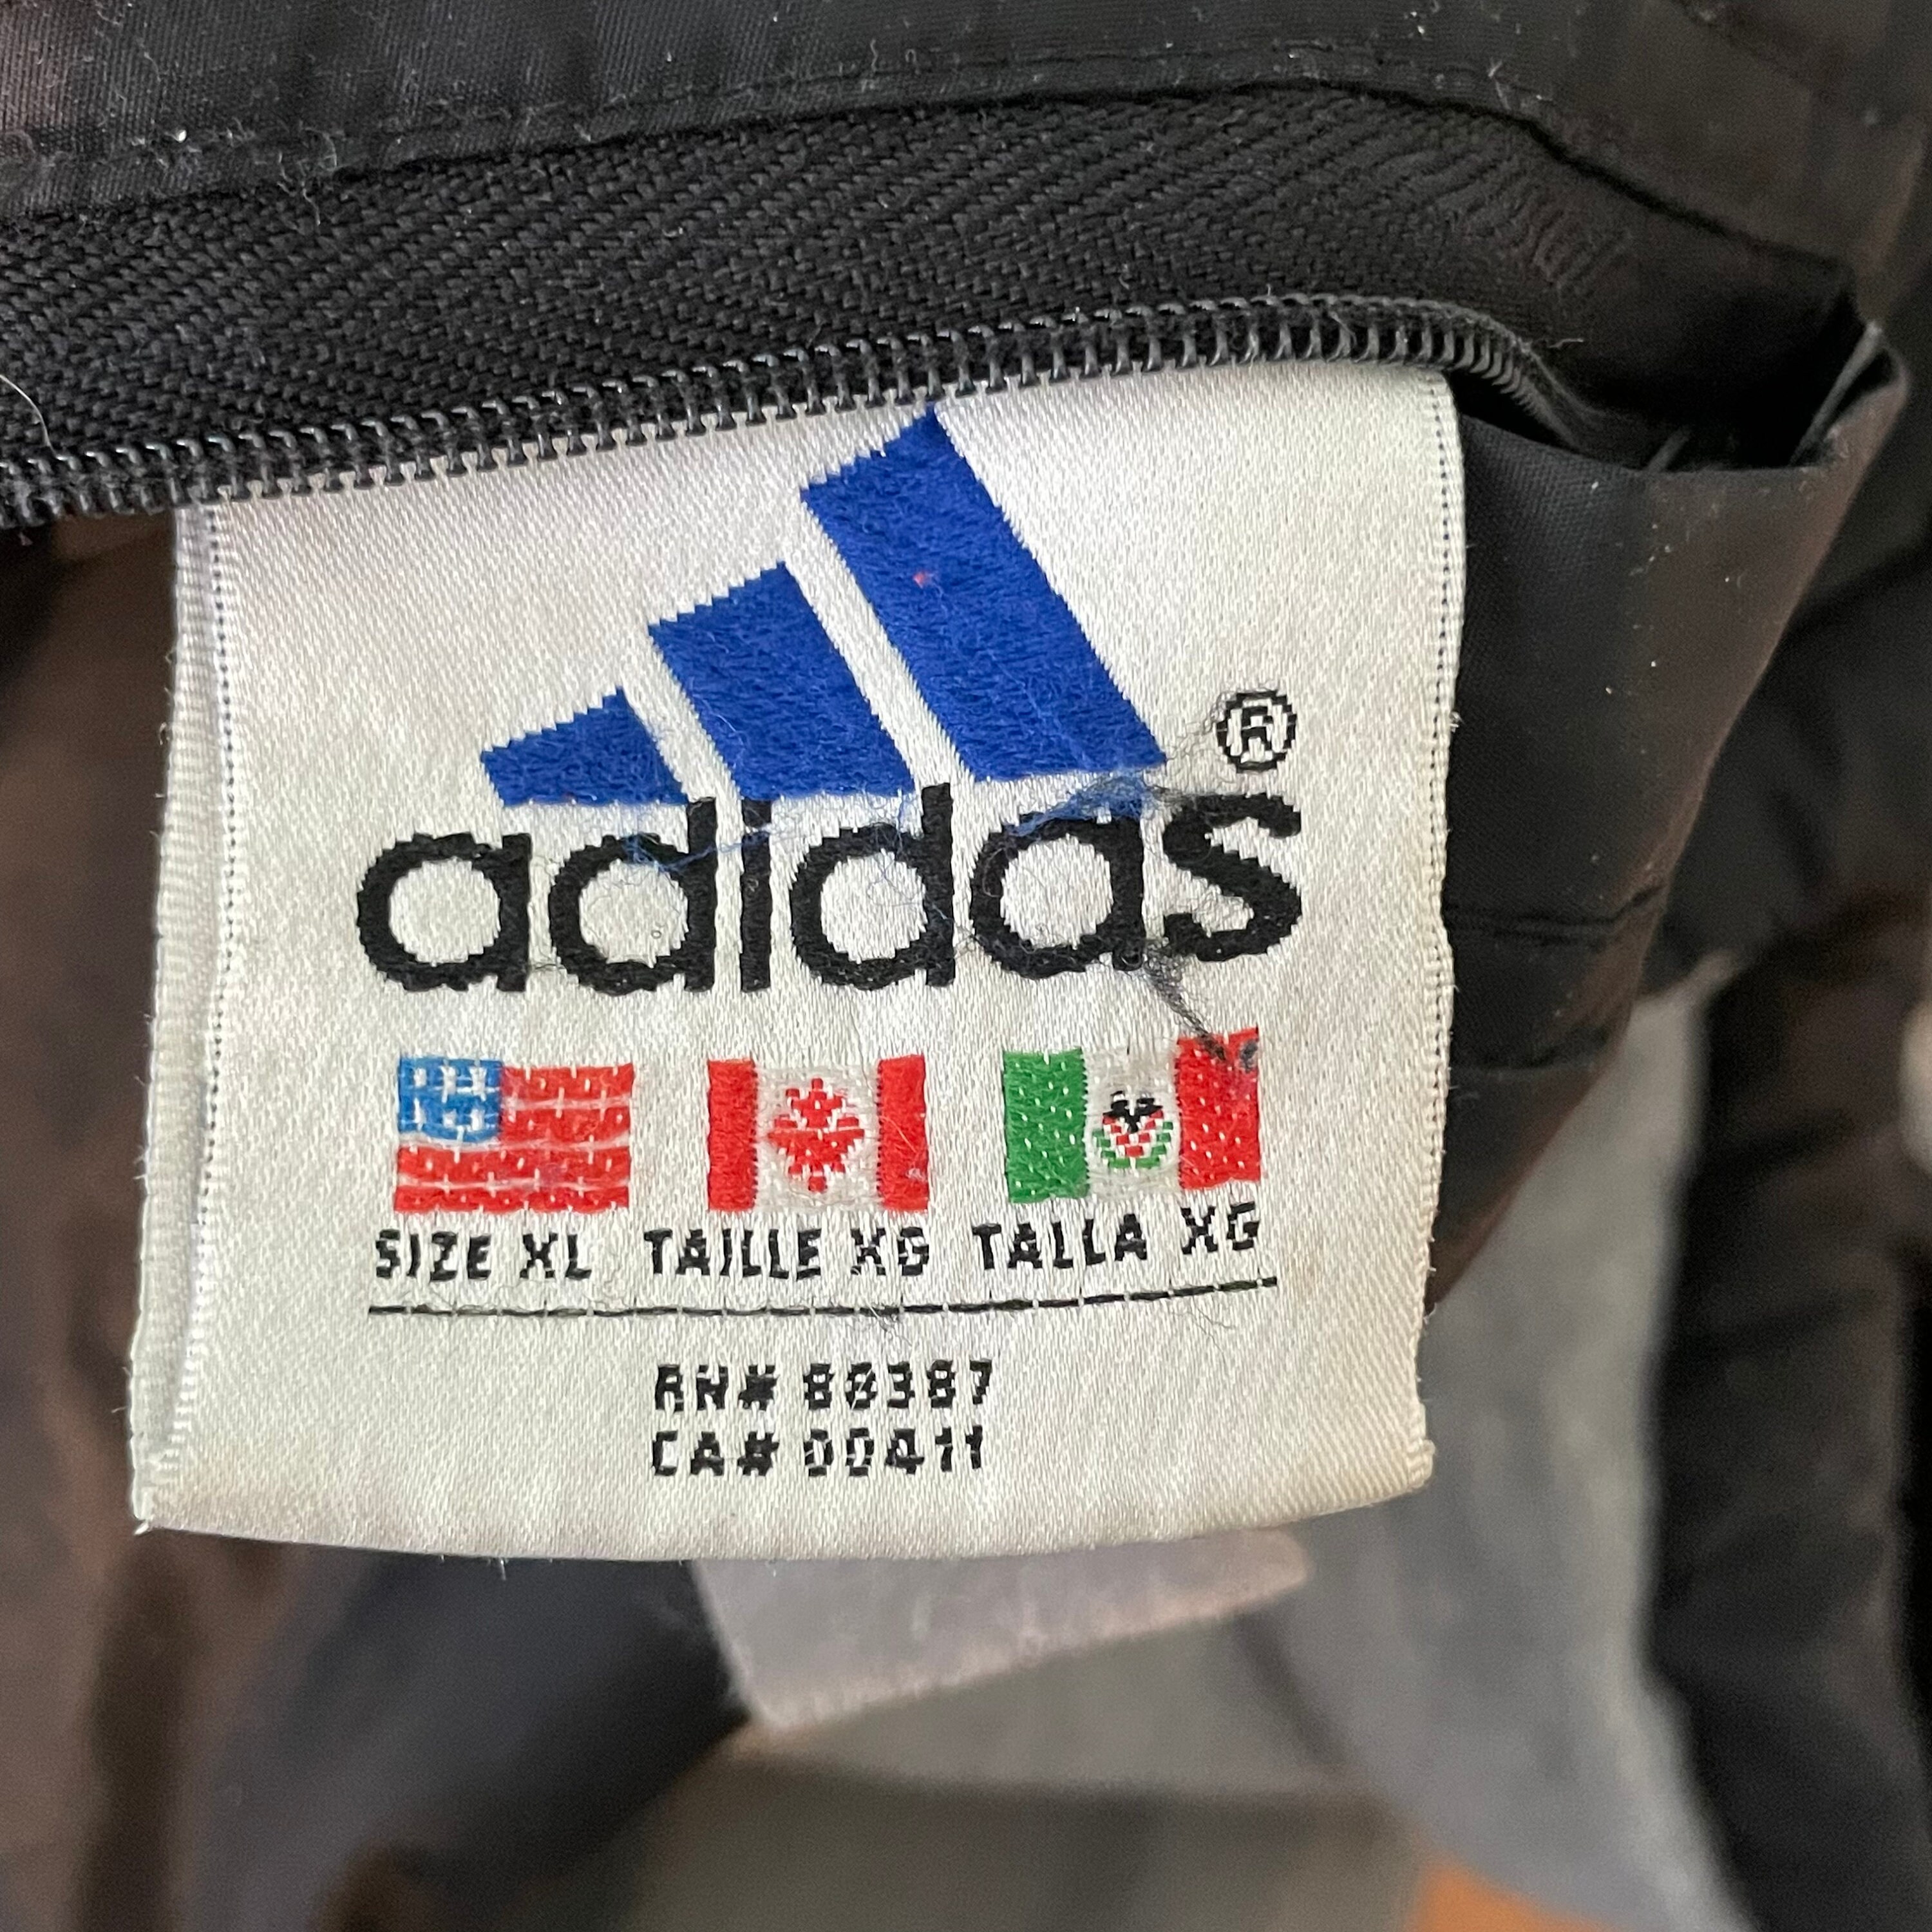 adidas®
SIZE XL TAILLE XG TALLA XG
RN# 88387
CA# 00411